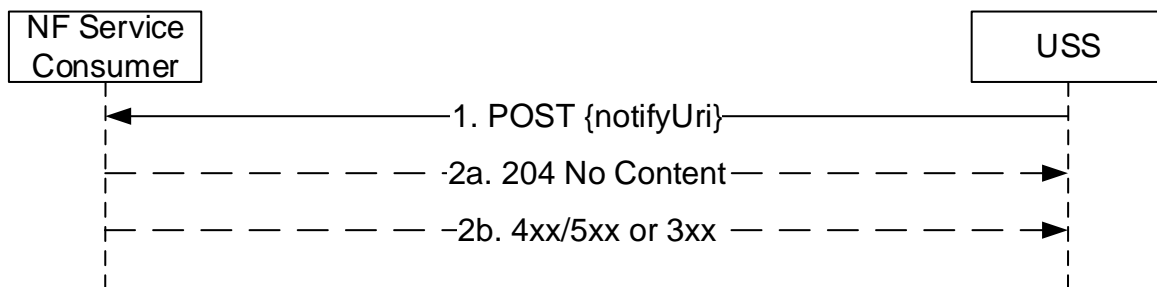 NF Service
Consumer
USS
1. POST {notifyUri}
2a. 204 No Content
2b. 4xx/5xx or 3xx